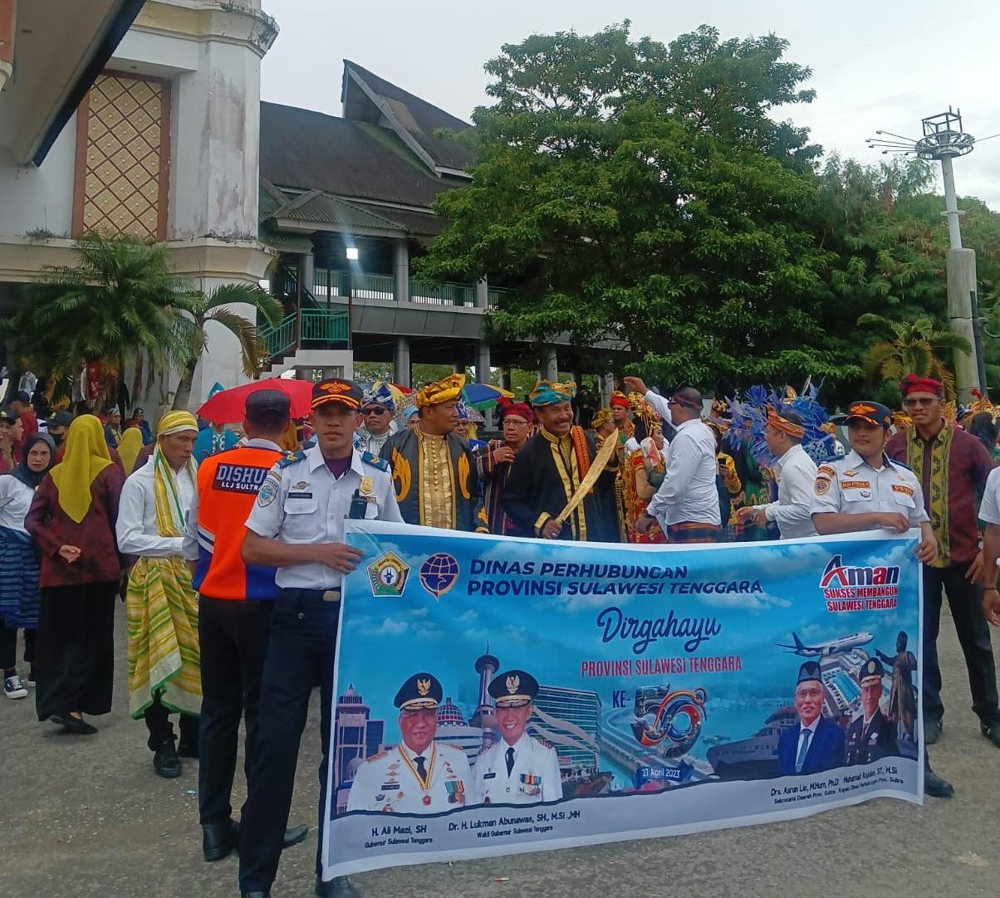 DISHU
LLJ SULTRA
DINAS PERHUBUNGAN
PROVINSI SULAWESI TENGGARA
Aman
SUKSES MEMBANGUN
SULAWESI TENGGARA
Dirgahayu
PROVINSI SULAWESI TENGGARA
KE-59
27 April 2023
H. Ali Mazi, SH
Gubernur Sulawesi Tenggara
Dr. H. Lukman Abunawas, SH., M.Si .,MH
Wakil Gubernur Sulawesi Tenggara
Drs. Asrun Lio, M.Hum, Ph.D
Sekretaris Daerah Prov. Sultra
Muhamad Rajulan, ST., M.Si
Kepala Dinas Perhubungan Prov. Sultra